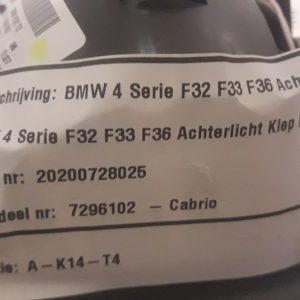 chrijving: BMW 4 Serie F32 F33 F36 Ach
4 Serie F32 F33 F36 Achterlicht Klep
nr: 20200728025
deel nr: 7296102 - Cabrio
ie: A-K14-T4